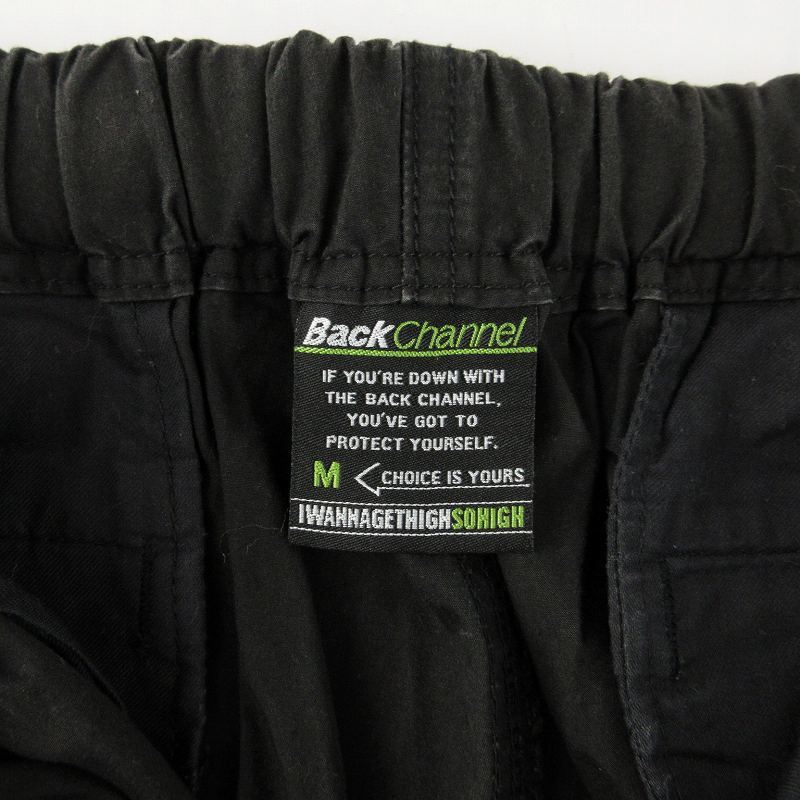 BackChannel
IF YOU'RE DOWN WITH
THE BACK CHANNEL,
YOU'VE GOT TO
PROTECT YOURSELF.
M CHOICE IS YOURS
IWANNAGETHIGHSOHIGH